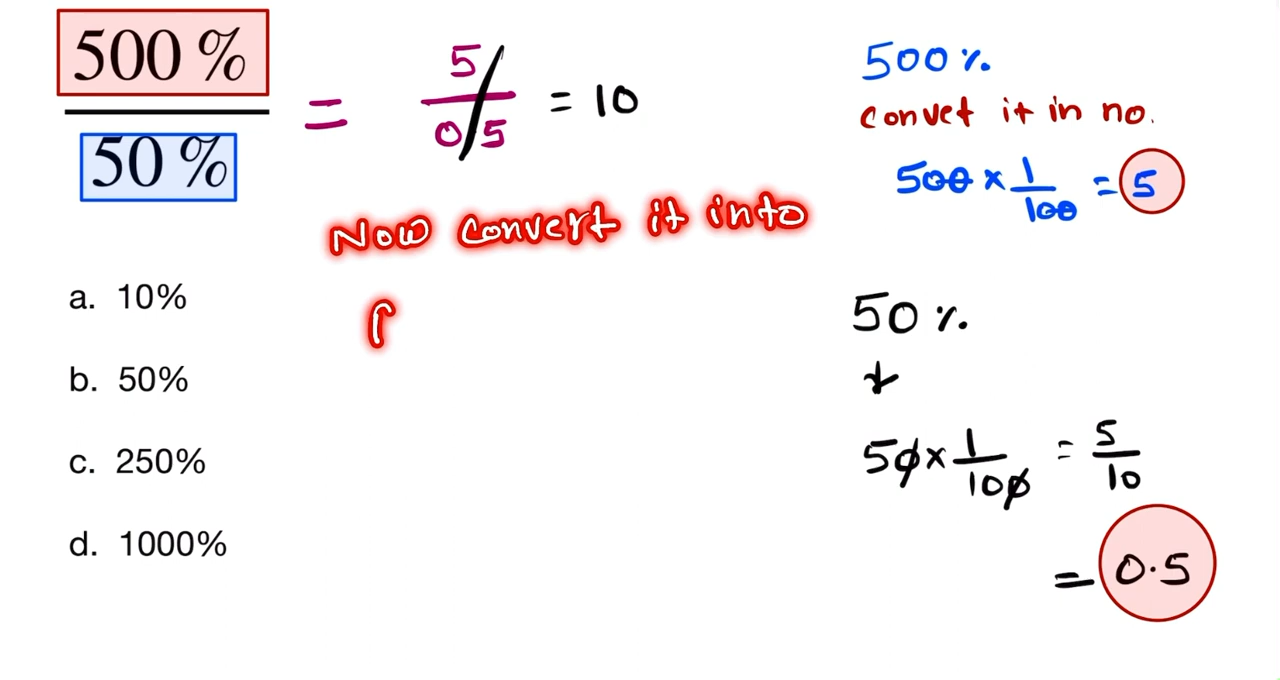 500 %
50 %
= 5 / 0.5 = 10
Now convert it into
a. 10%
b. 50%
c. 250%
d. 1000%
500 %
convet it in no.
500 × 1/100 = 5
50 %
50 × 1/100 = 5/10
= 0.5